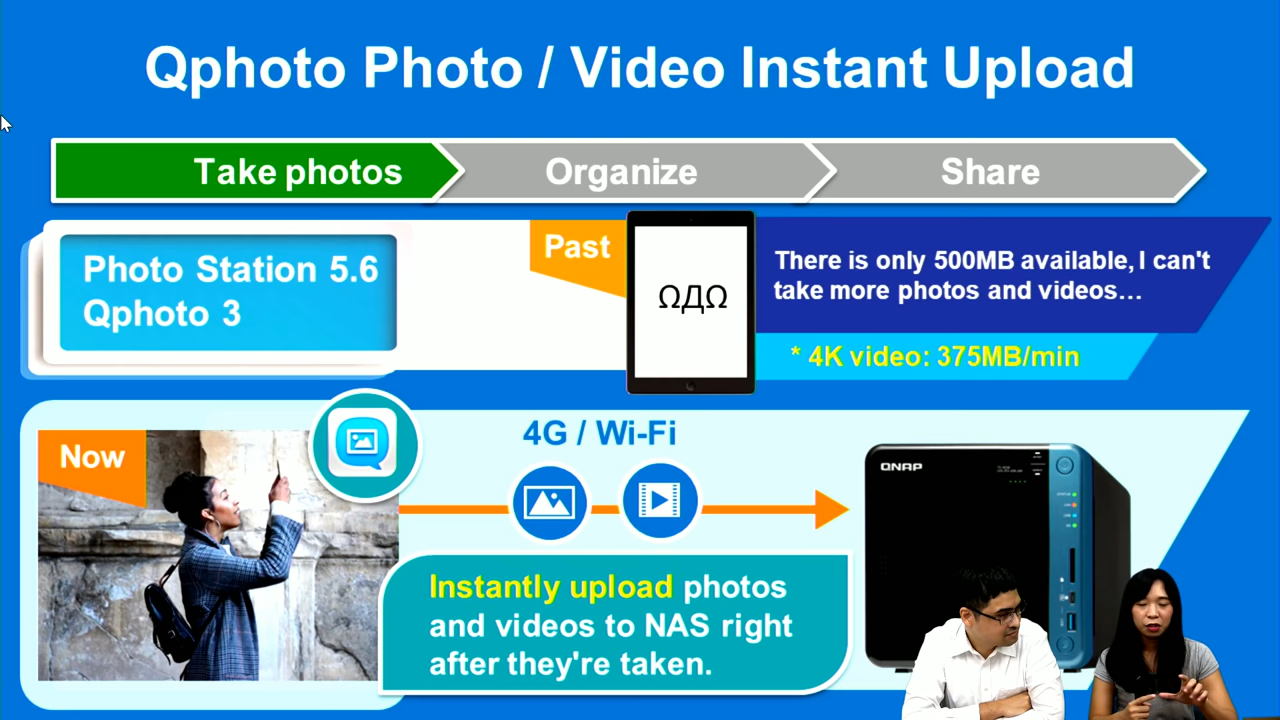 Qphoto Photo / Video Instant Upload
Take photos
Organize
Share
Photo Station 5.6
Qphoto 3
Past
ΩДΩ
There is only 500MB available, I can't
take more photos and videos...
* 4K video: 375MB/min
Now
4G / Wi-Fi
QNAP
Instantly upload photos
and videos to NAS right
after they're taken.